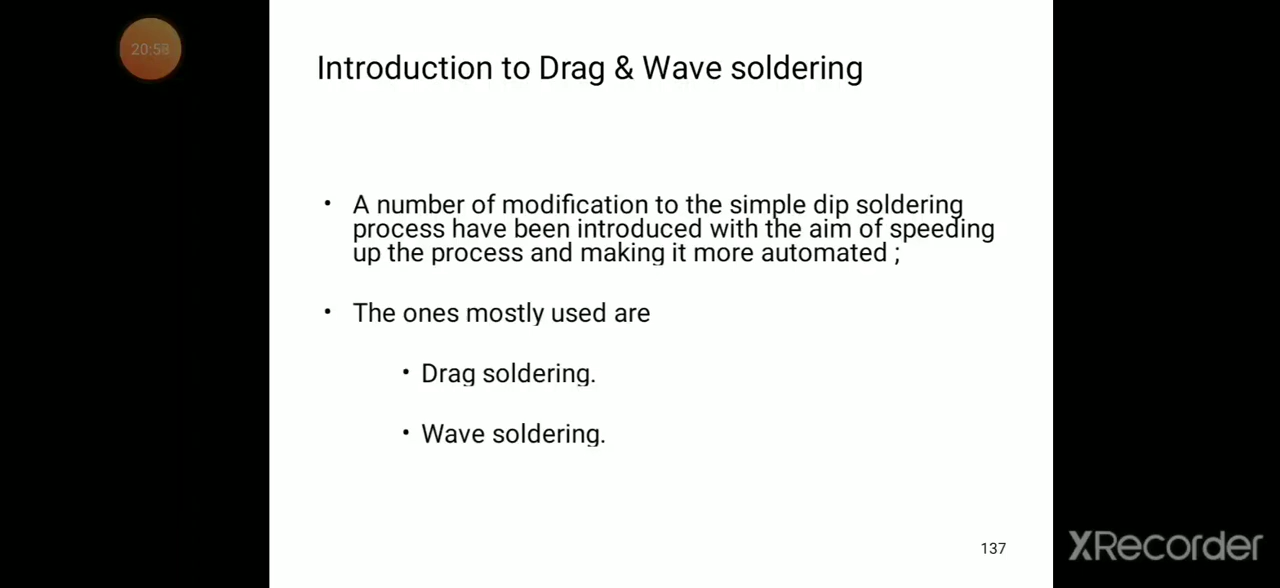 20:58
Introduction to Drag & Wave soldering
• A number of modification to the simple dip soldering
process have been introduced with the aim of speeding
up the process and making it more automated ;
• The ones mostly used are
• Drag soldering.
• Wave soldering.
137
XRecorder